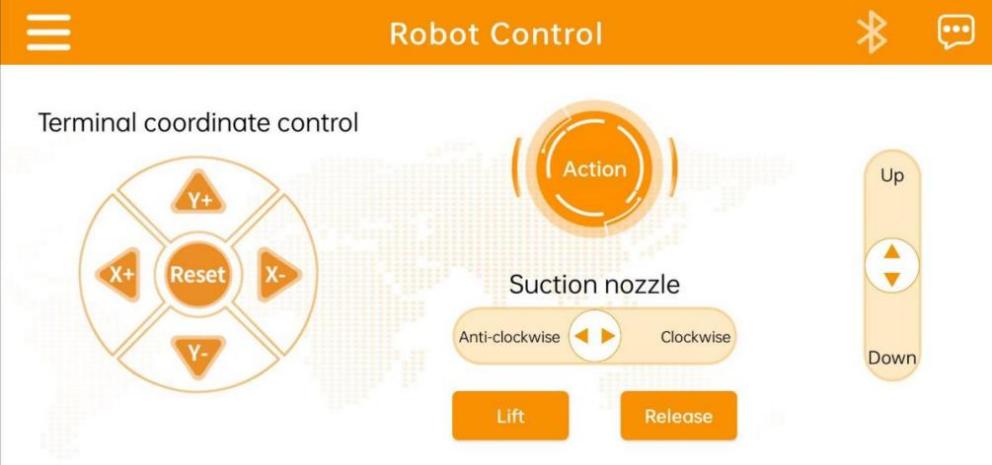 Robot Control
Terminal coordinate control
Y+
X+
Reset
X-
Y-
Action
Suction nozzle
Anti-clockwise
Clockwise
Lift
Release
Up
Down